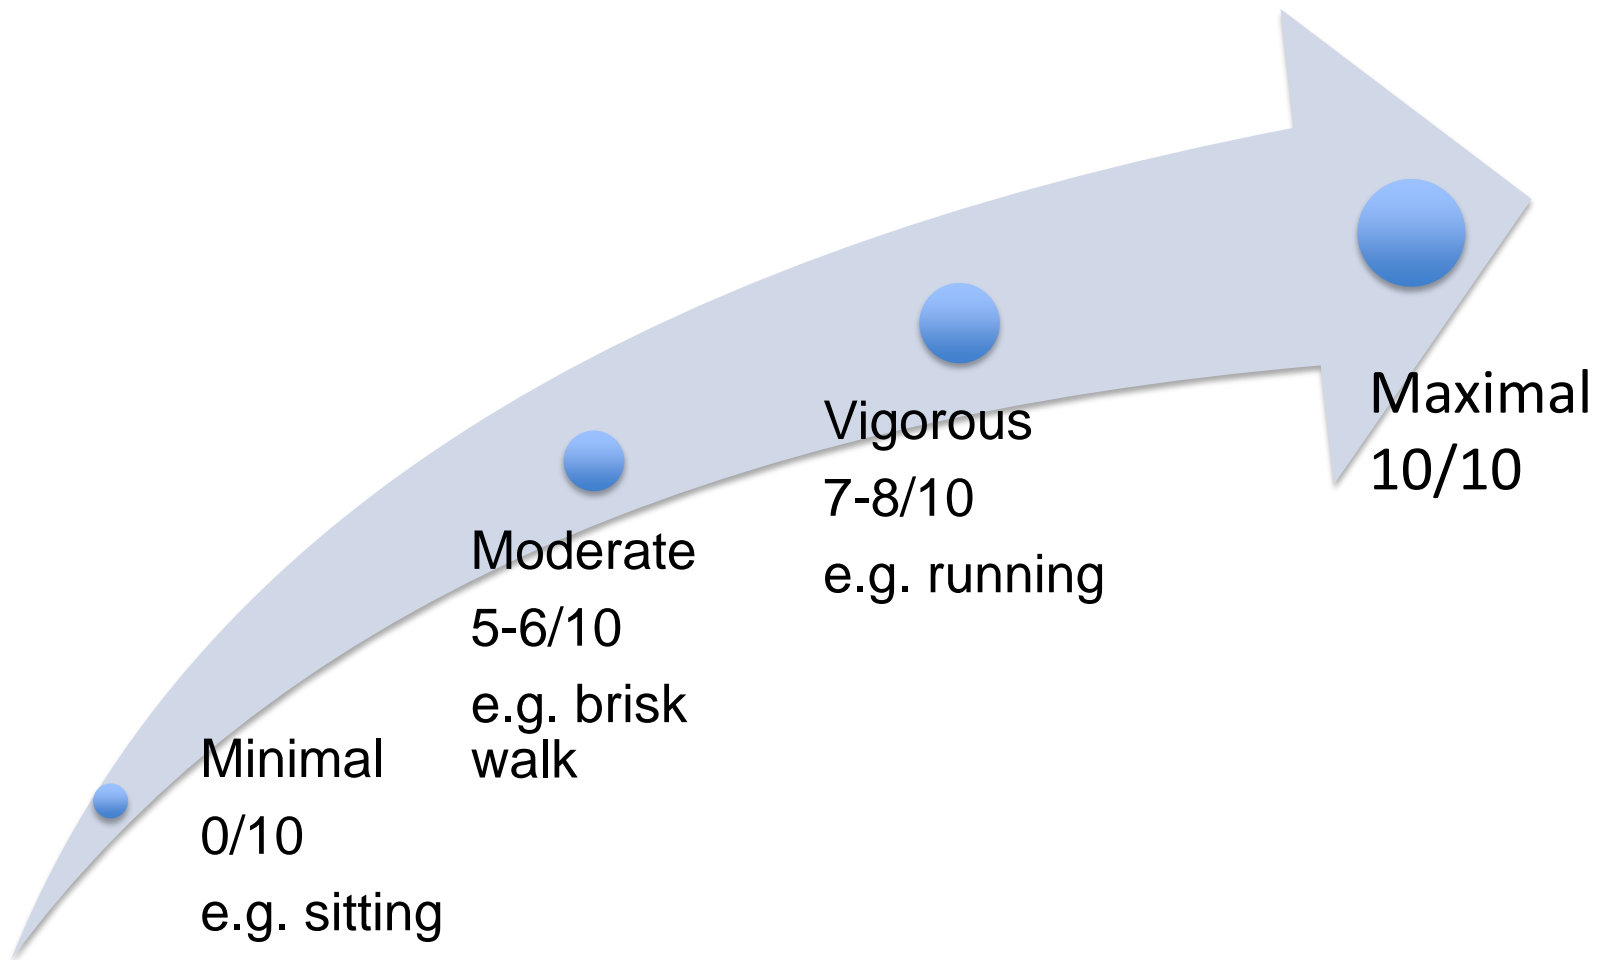 Minimal
0/10
e.g. sitting
Moderate
5-6/10
e.g. brisk
walk
Vigorous
7-8/10
e.g. running
Maximal
10/10